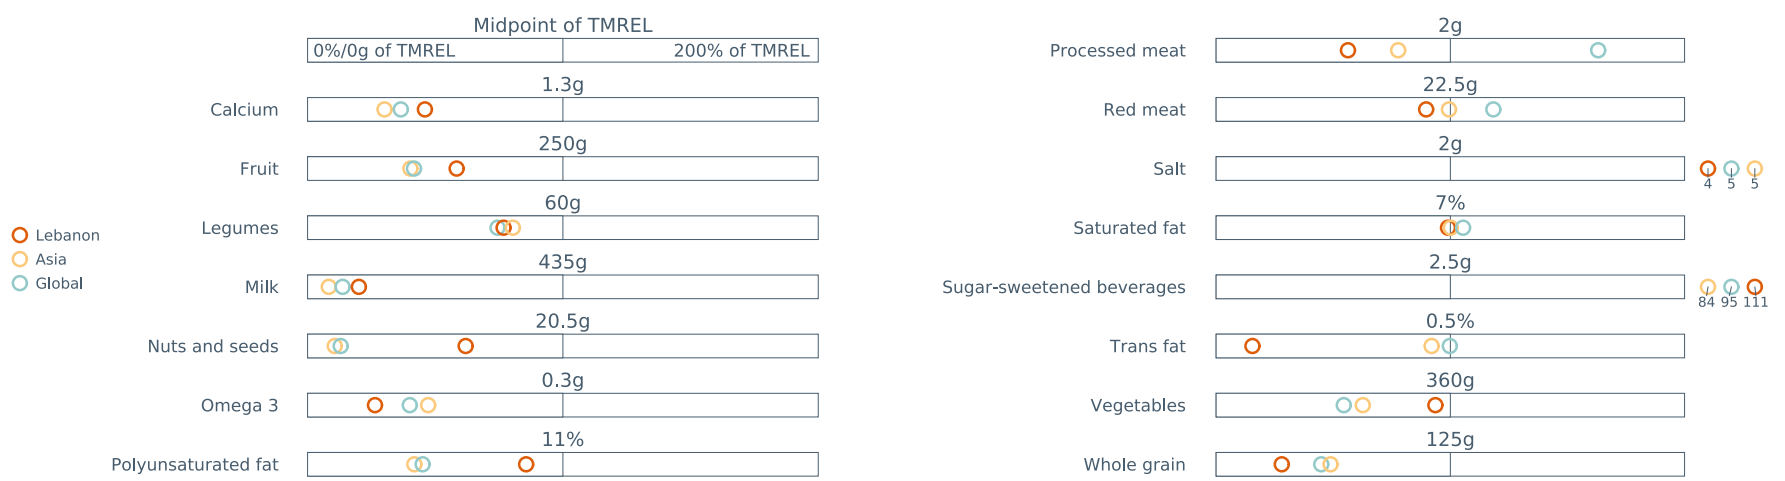 Midpoint of TMREL
0%/0g of TMREL 200% of TMREL
1.3g
Calcium
250g
Fruit
60g
Legumes
435g
Milk
20.5g
Nuts and seeds
0.3g
Omega 3
11%
Polyunsaturated fat
Lebanon
Asia
Global
2g
Processed meat
22.5g
Red meat
2g
Salt
4 5 5
7%
Saturated fat
2.5g
Sugar-sweetened beverages
84 95 111
0.5%
Trans fat
360g
Vegetables
125g
Whole grain